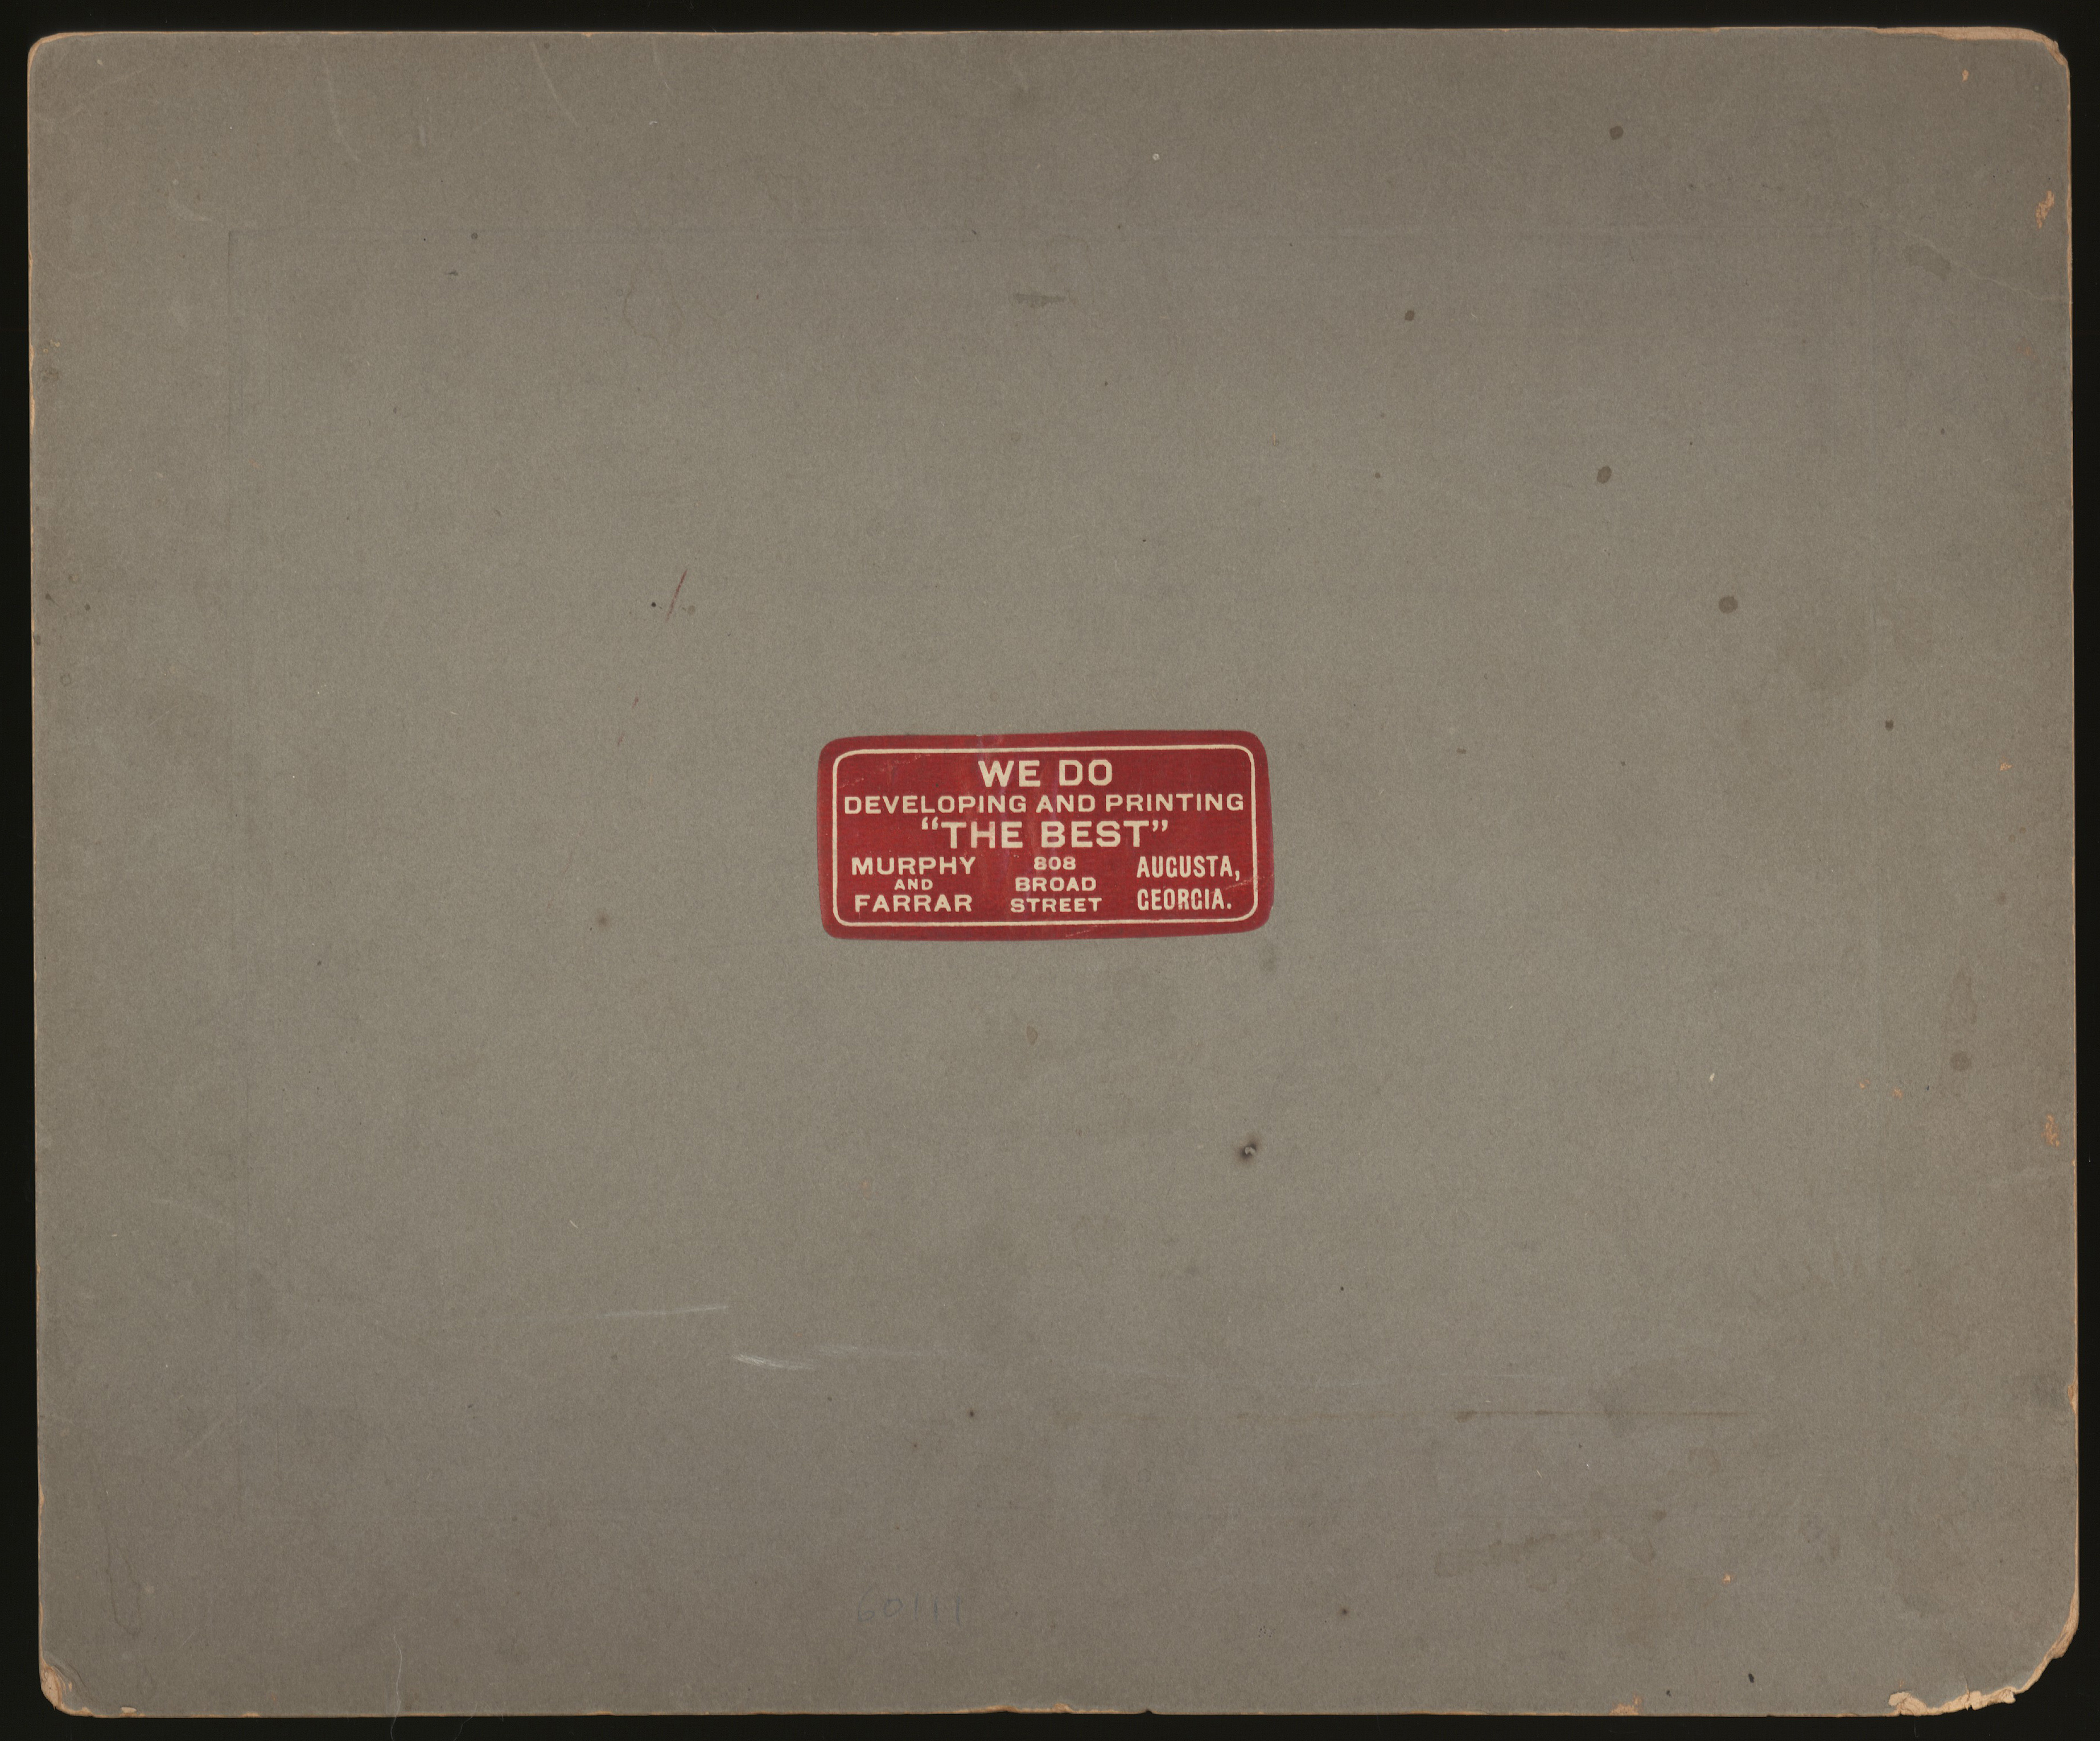 WE DO
DEVELOPING AND PRINTING
“THE BEST”
MURPHY
AND
FARRAR
808
BROAD
STREET
AUGUSTA,
GEORGIA.